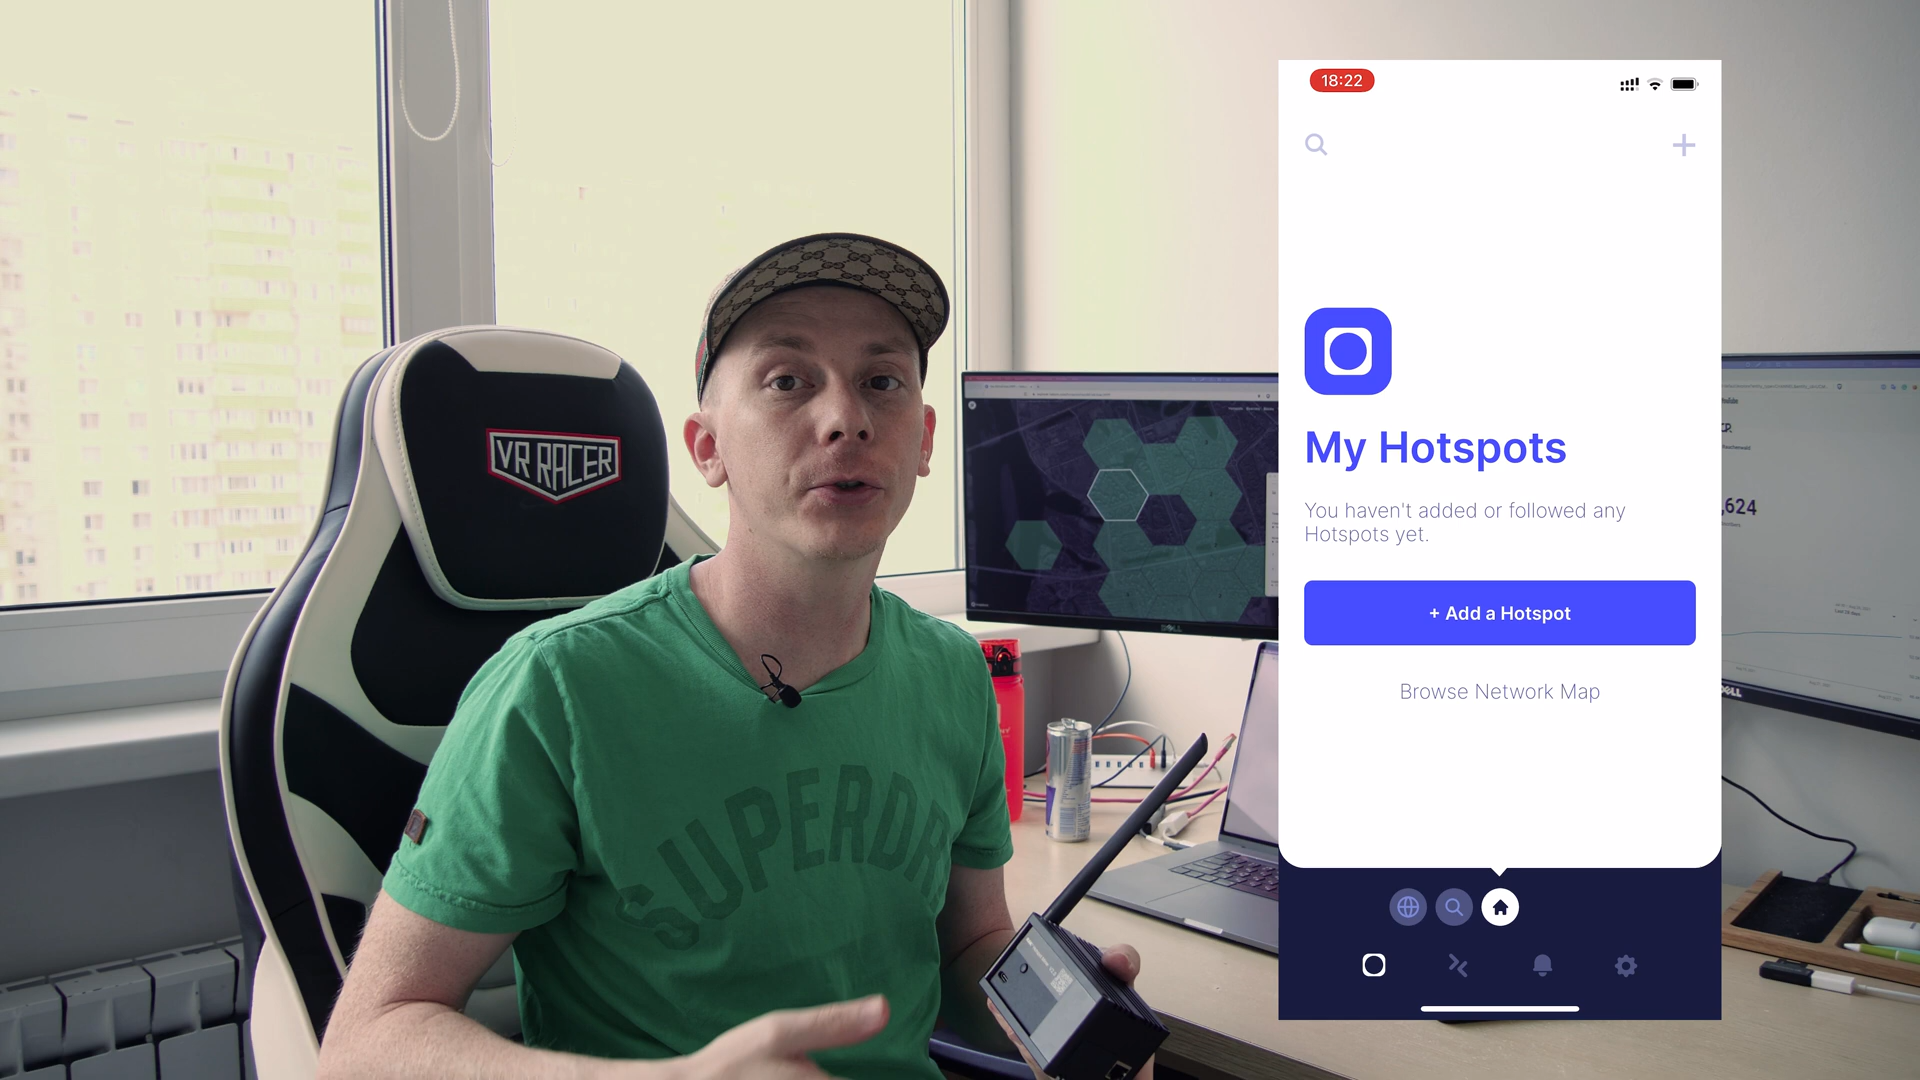 18:22
My Hotspots
You haven't added or followed any
Hotspots yet.
+ Add a Hotspot
Browse Network Map
VR RACER
SUPERDR
DELL
DELL
,624